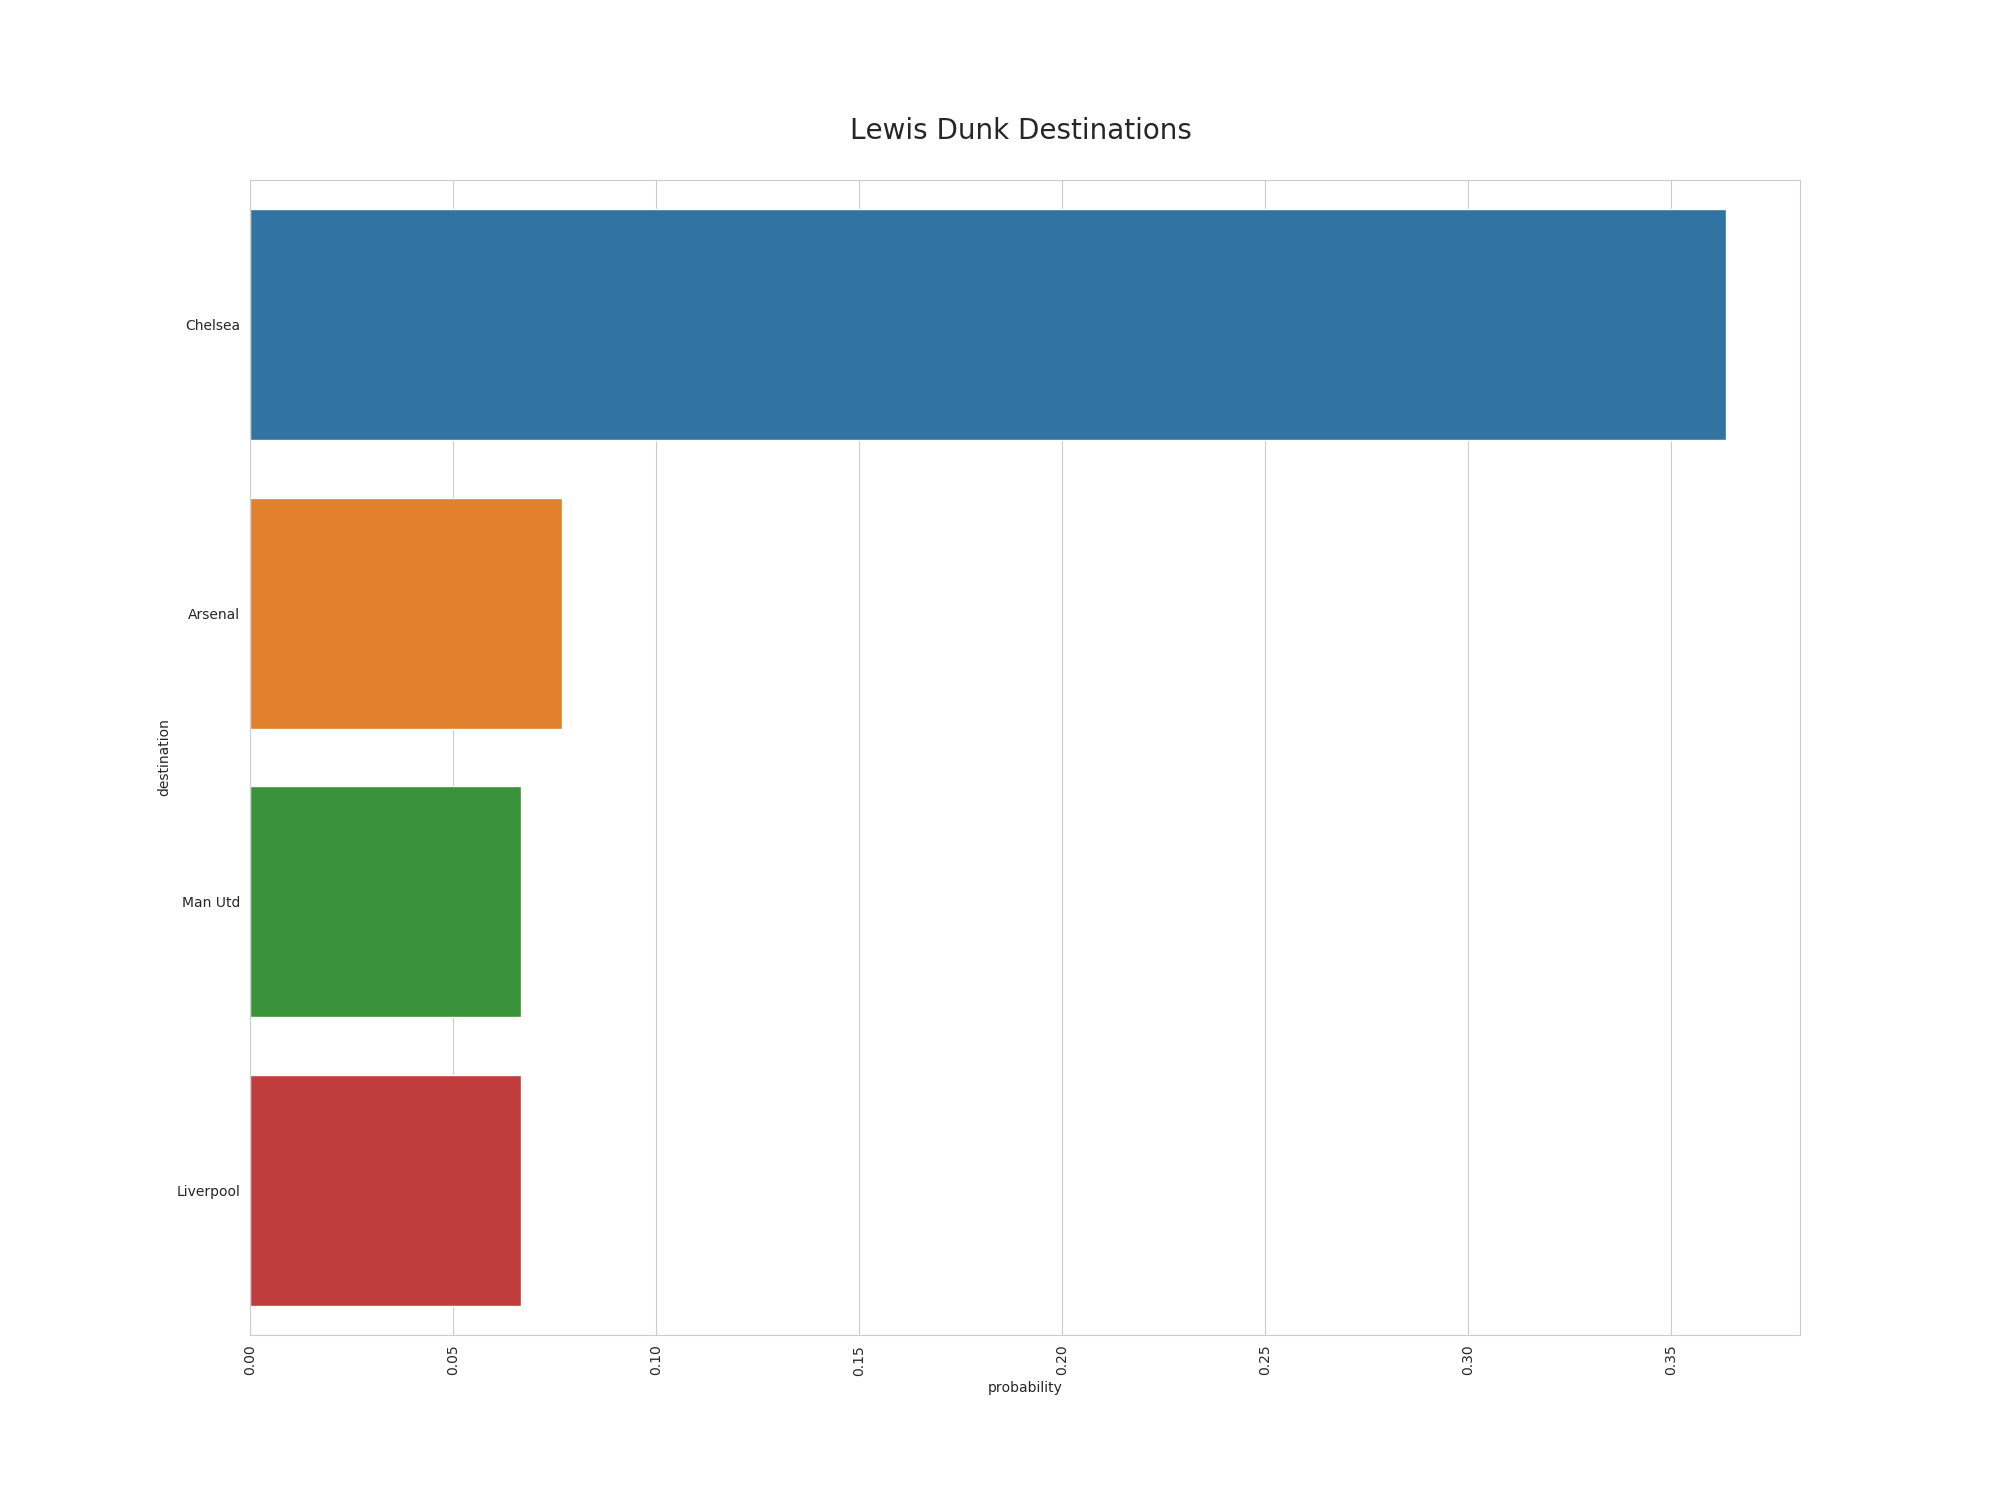 Lewis Dunk Destinations
Chelsea
Arsenal
Man Utd
Liverpool
destination
0.00
0.05
0.10
0.15
0.20
0.25
0.30
0.35
probability